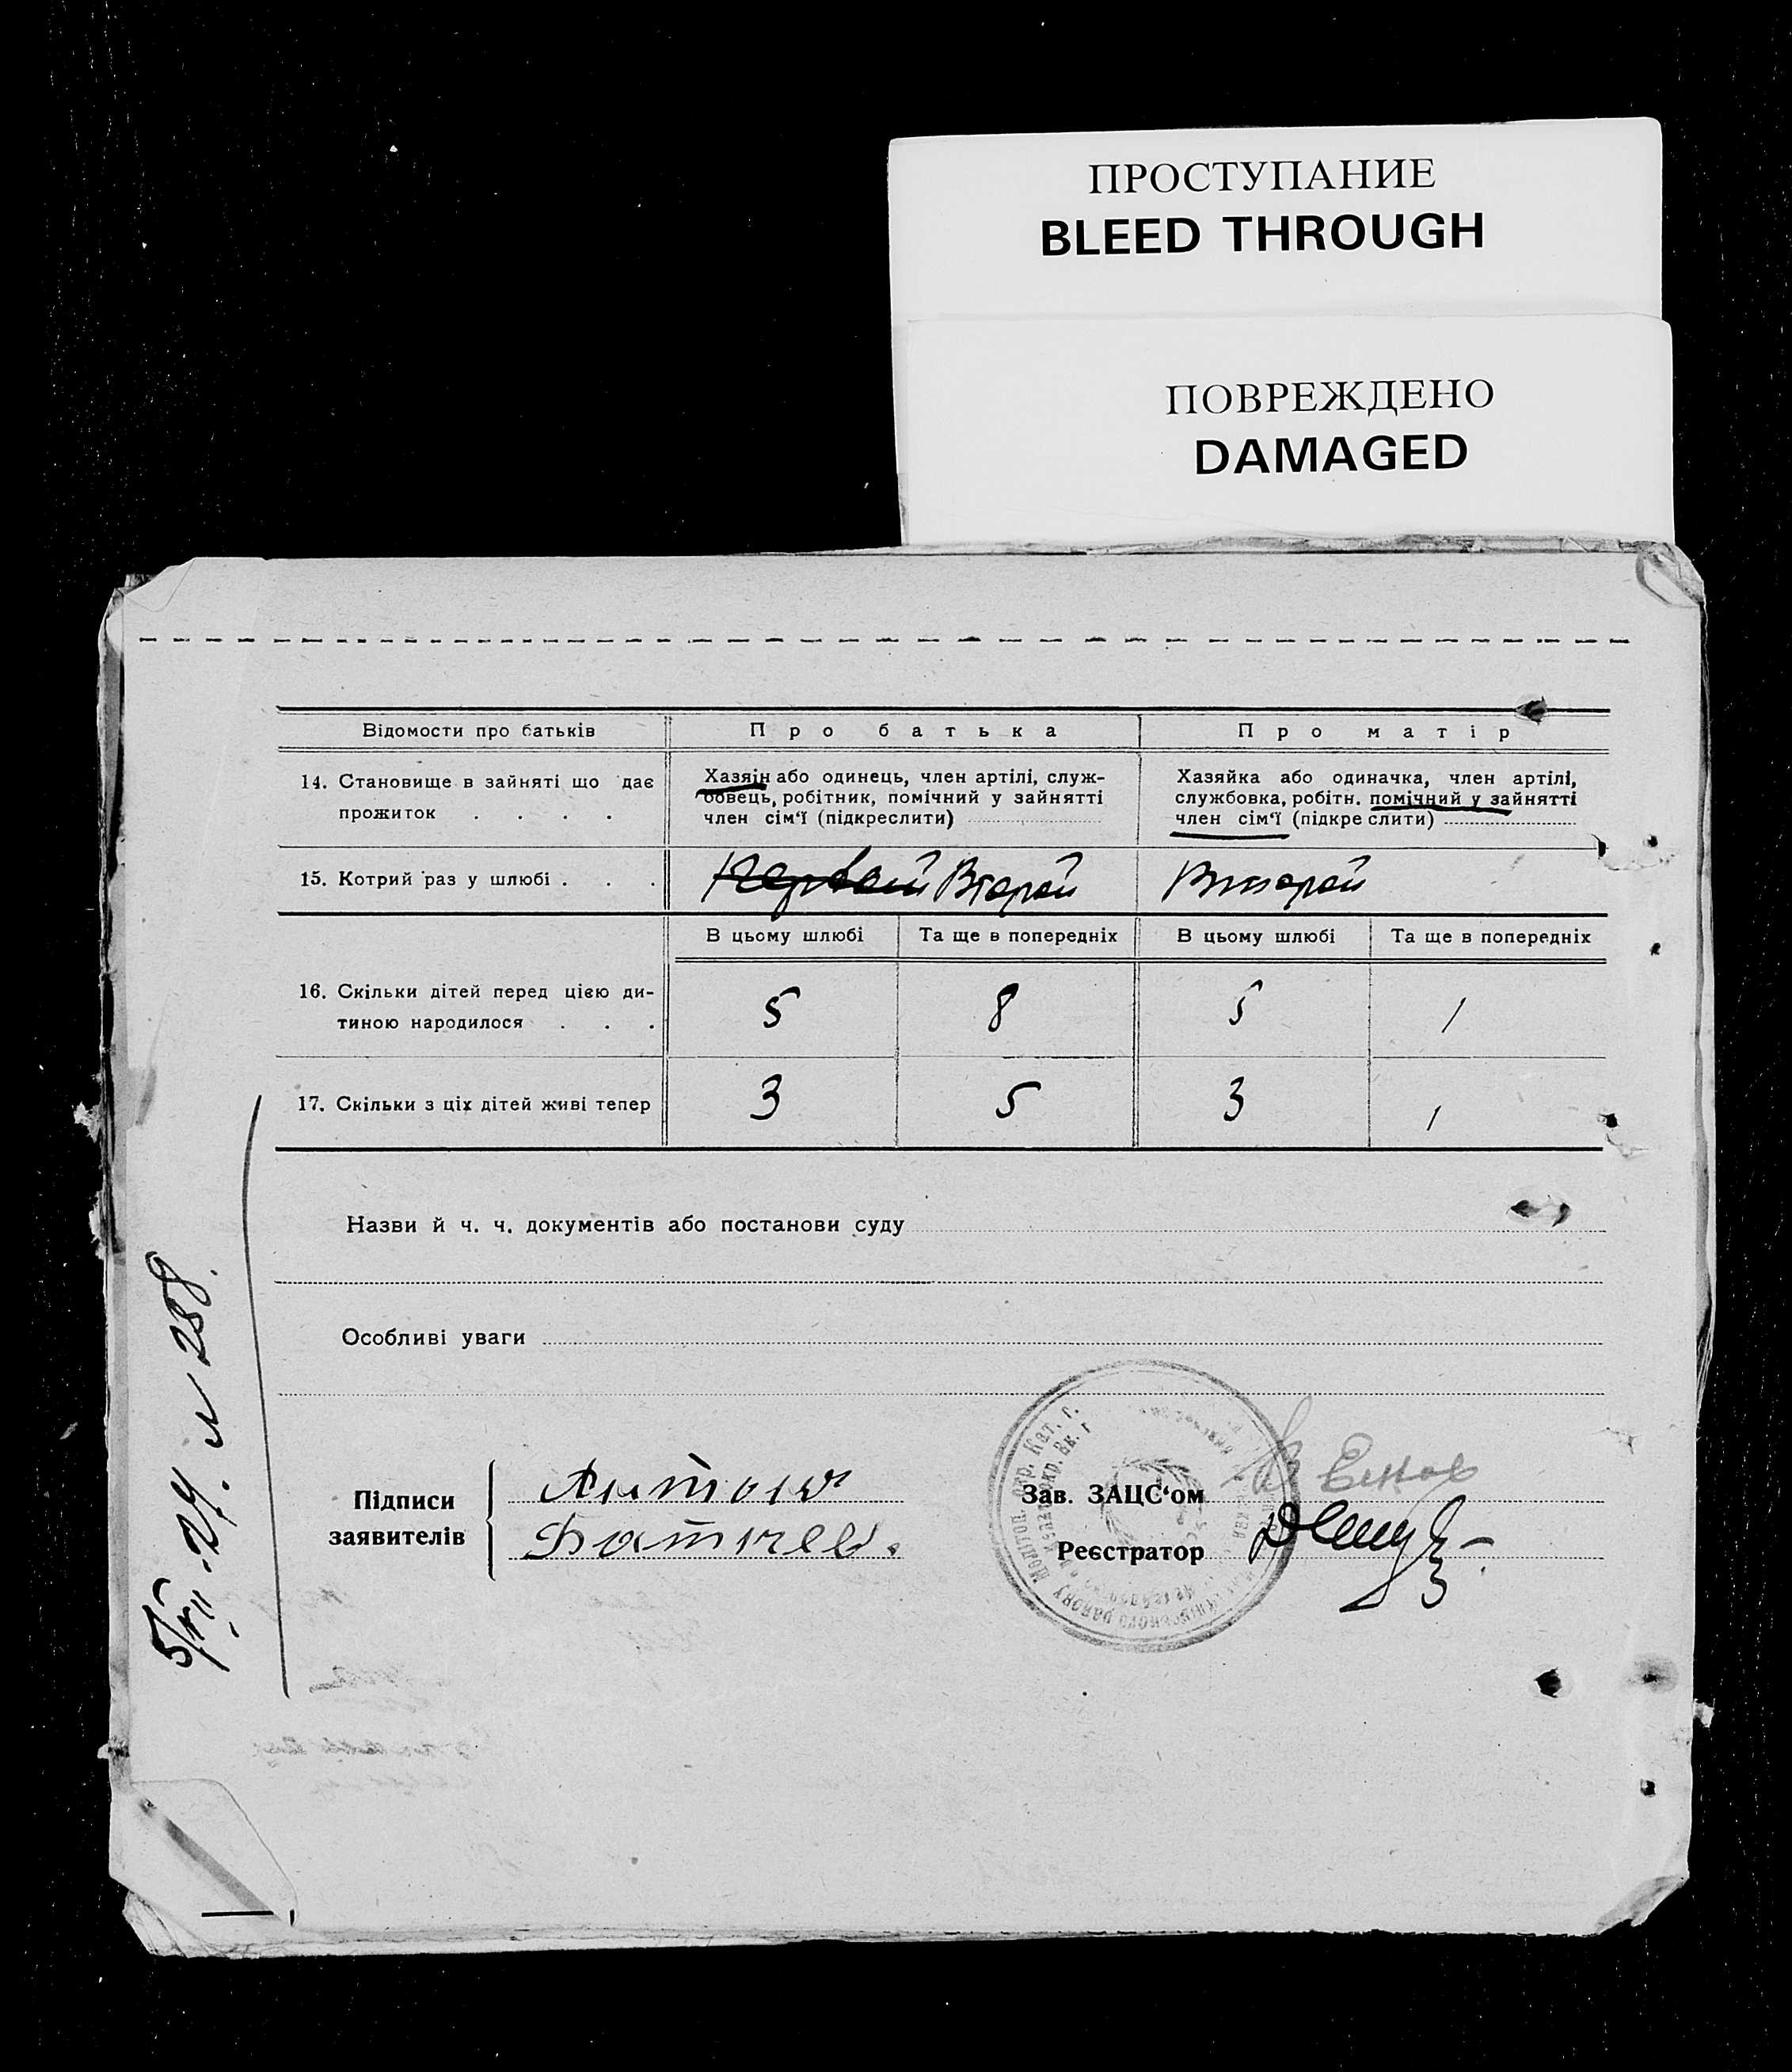 ПРОСТУПАНИЕ
BLEED THROUGH
ПОВРЕЖДЕНО
DAMAGED
Відомости про батьків
Про батька
Про матір
14. Становище в зайняті що дає
прожиток . . . .
Хазяїн або одинець, член артілі, служ-
бовець, робітник, помічний у зайнятті
член сім'ї (підкреслити)
Хазяйка або одиначка, член артілі,
службовка, робітн. помічний у зайнятті
член сім'ї (підкреслити)
15. Котрий раз у шлюбі . . .
Первой Второй
Второй
В цьому шлюбі
Та ще в попередніх
В цьому шлюбі
Та ще в попередніх
16. Скільки дітей перед цією ди-
тиною народилося . . .
5
8
5
1
17. Скільки з ціх дітей живі тепер
3
5
3
1
Назви й ч. ч. документів або постанови суду
Особливі уваги
Підписи
заявителів
Антон
Зав. ЗАЦС'ом
Реєстратор
288